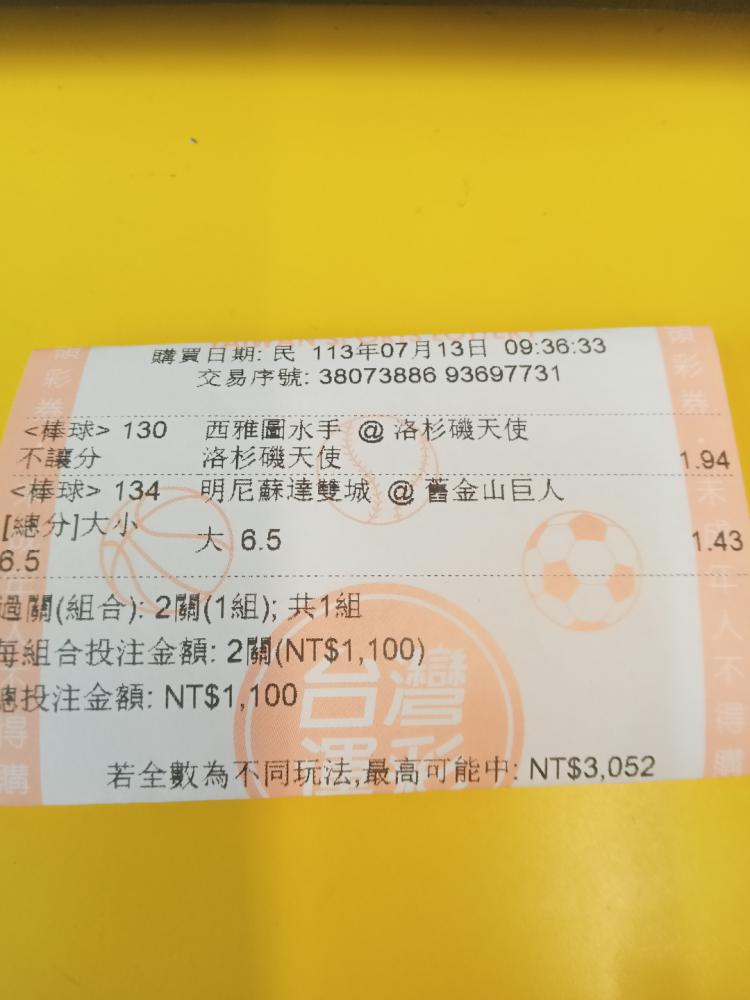 購買日期: 民 113年07月13日 09:36:33
交易序號: 38073886 93697731
<棒球> 130 西雅圖水手 @ 洛杉磯天使
不讓分 洛杉磯天使 1.94
<棒球> 134 明尼蘇達雙城 @ 舊金山巨人
[總分]大小
大 6.5 1.43
6.5
過關(組合): 2關(1組); 共1組
每組合投注金額: 2關(NT$1,100)
總投注金額: NT$1,100
台灣
運彩
若全數為不同玩法,最高可能中: NT$3,052